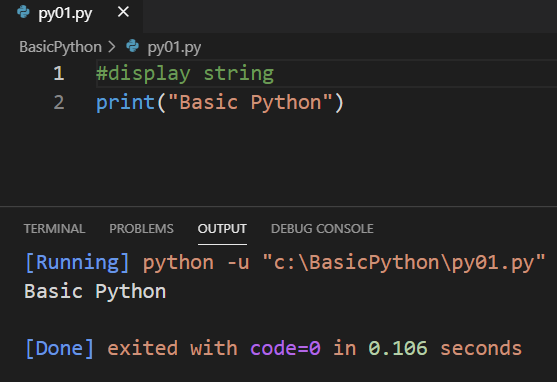 py01.py ×
BasicPython > py01.py
1 #display string
2 print("Basic Python")
TERMINAL PROBLEMS OUTPUT DEBUG CONSOLE
[Running] python -u "c:\BasicPython\py01.py"
Basic Python
[Done] exited with code=0 in 0.106 seconds